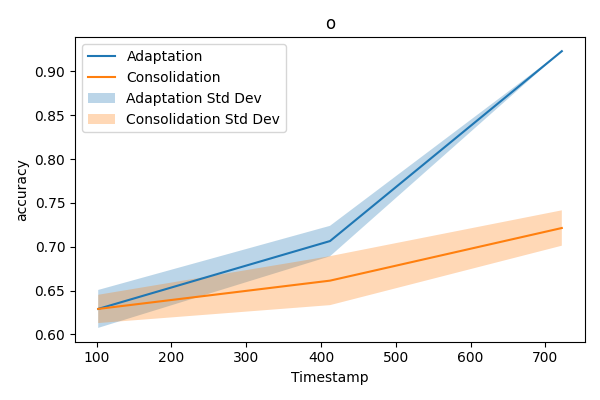 o
Adaptation
Consolidation
Adaptation Std Dev
Consolidation Std Dev
accuracy
0.90
0.85
0.80
0.75
0.70
0.65
0.60
100 200 300 400 500 600 700
Timestamp